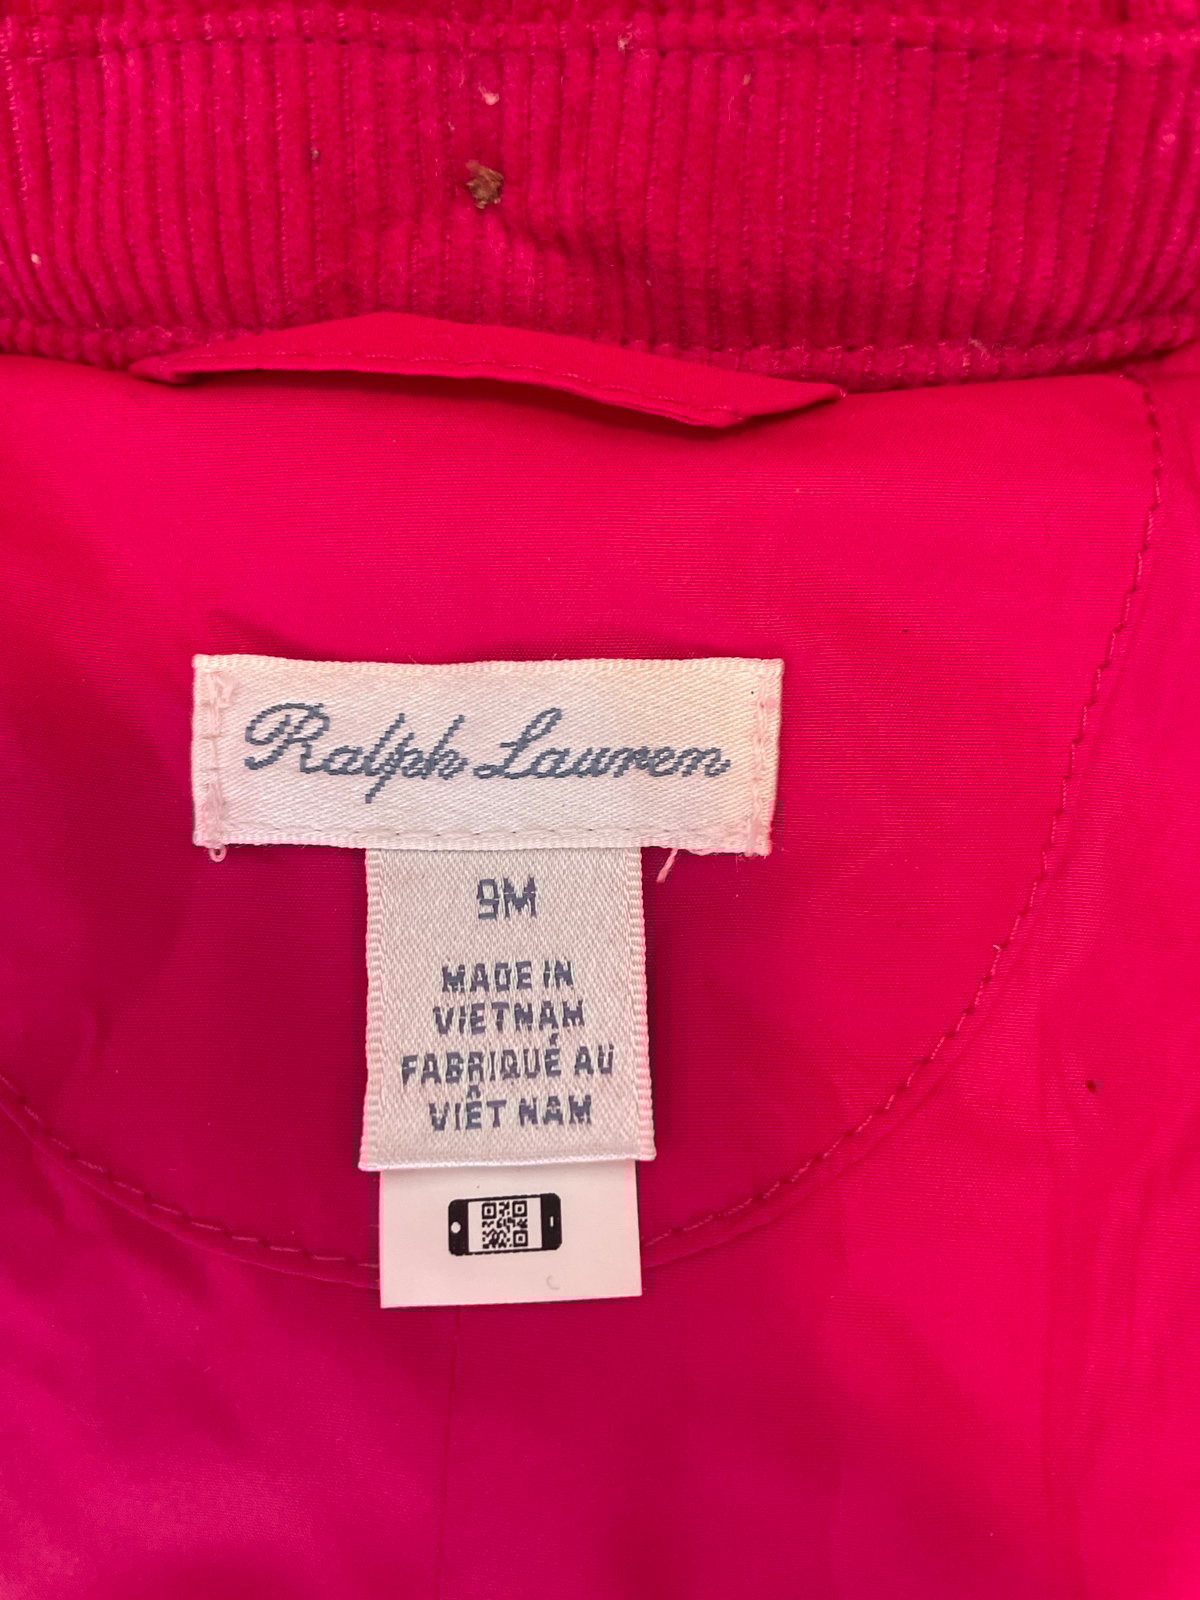 Ralph Lauren
9M
MADE IN
VIETNAM
FABRIQUÉ AU
VIÊT NAM